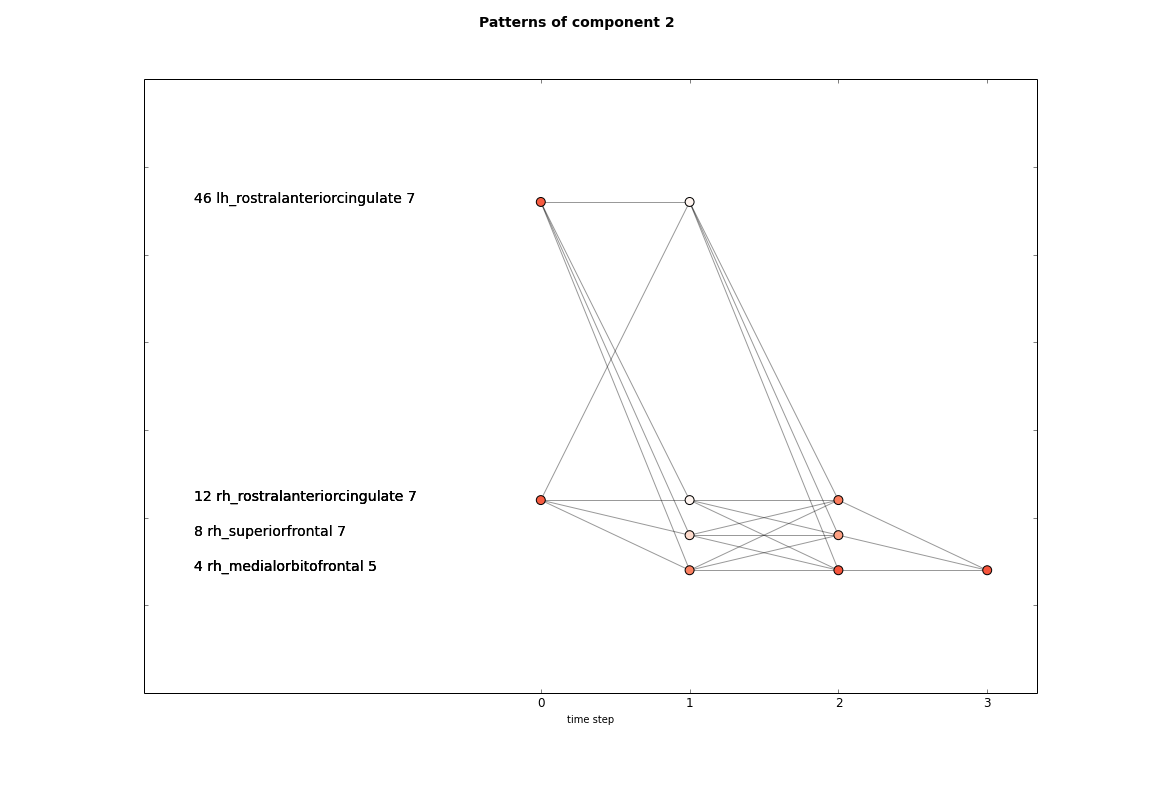 Patterns of component 2
46 lh_rostralanteriorcingulate 7
12 rh_rostralanteriorcingulate 7
8 rh_superiorfrontal 7
4 rh_medialorbitofrontal 5
0 1 2 3
time step